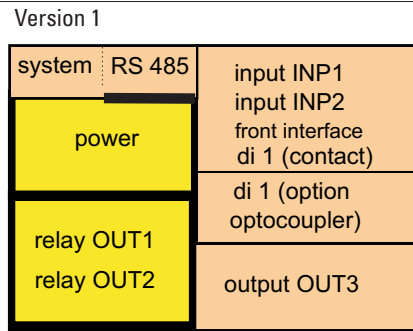 Version 1
system RS 485
power
relay OUT1
relay OUT2
input INP1
input INP2
front interface
di 1 (contact)
di 1 (option
optocoupler)
output OUT3